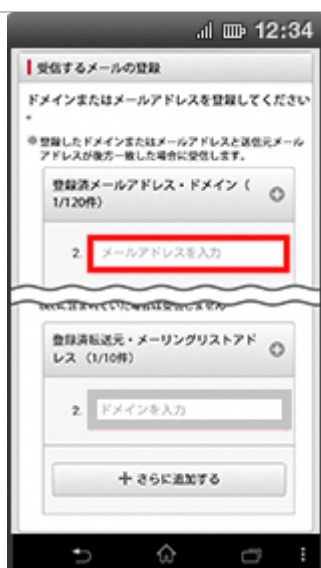 12:34
受信するメールの登録
ドメインまたはメールアドレスを登録してください
。
※登録したドメインまたはメールアドレスと送信元メール
アドレスが後方一致した場合に受信します。
登録済メールアドレス・ドメイン（
1/120件）
2. メールアドレスを入力
登録済転送元・メーリングリストアド
レス （1/10件）
2. ドメインを入力
＋ さらに追加する